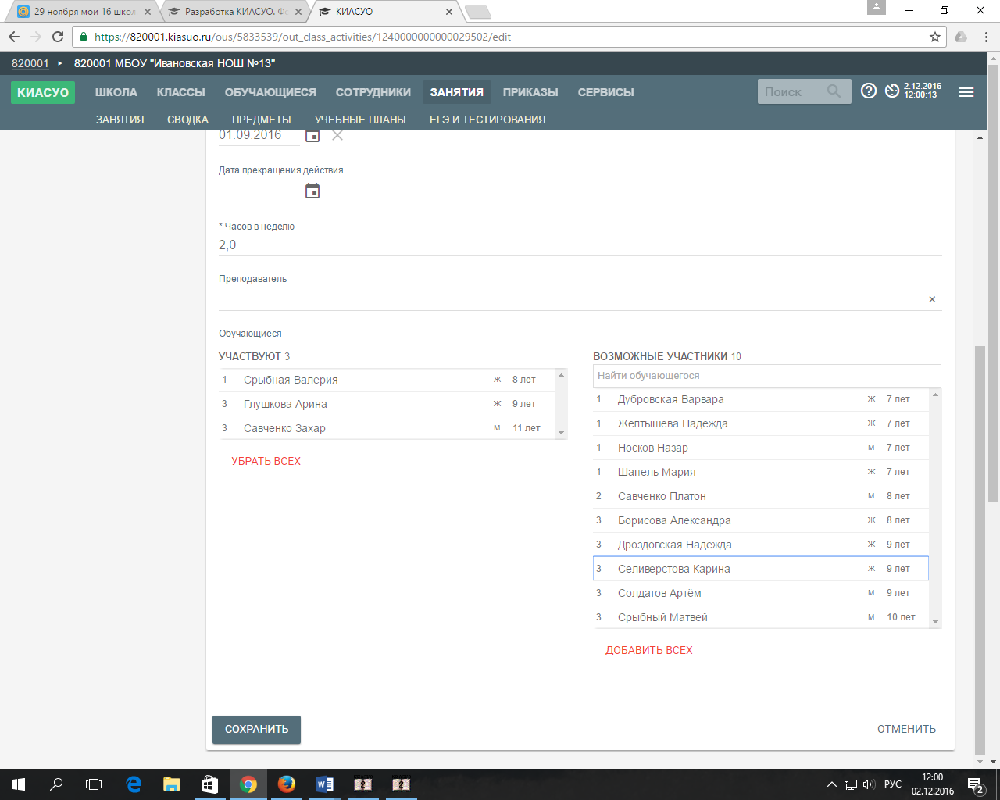 29 ноября мои 16 школ
Разработка КИАСУО. Фо
КИАСУО
https://820001.kiasuo.ru/ous/5833539/out_class_activities/1240000000000029502/edit
820001 ▸ 820001 МБОУ "Ивановская НОШ №13"
КИАСУО ШКОЛА КЛАССЫ ОБУЧАЮЩИЕСЯ СОТРУДНИКИ ЗАНЯТИЯ ПРИКАЗЫ СЕРВИСЫ Поиск 2.12.2016
12:00:13
ЗАНЯТИЯ СВОДКА ПРЕДМЕТЫ УЧЕБНЫЕ ПЛАНЫ ЕГЭ И ТЕСТИРОВАНИЯ
01.09.2016
Дата прекращения действия
* Часов в неделю
2,0
Преподаватель
Обучающиеся
УЧАСТВУЮТ 3
1 Срыбная Валерия ж 8 лет
3 Глушкова Арина ж 9 лет
3 Савченко Захар м 11 лет
УБРАТЬ ВСЕХ
ВОЗМОЖНЫЕ УЧАСТНИКИ 10
Найти обучающегося
1 Дубровская Варвара ж 7 лет
1 Желтышева Надежда ж 7 лет
1 Носков Назар м 7 лет
1 Шапель Мария ж 7 лет
2 Савченко Платон м 8 лет
3 Борисова Александра ж 8 лет
3 Дроздовская Надежда ж 9 лет
3 Селиверстова Карина ж 9 лет
3 Солдатов Артём м 9 лет
3 Срыбный Матвей м 10 лет
ДОБАВИТЬ ВСЕХ
СОХРАНИТЬ ОТМЕНИТЬ
РУС
12:00
02.12.2016
2